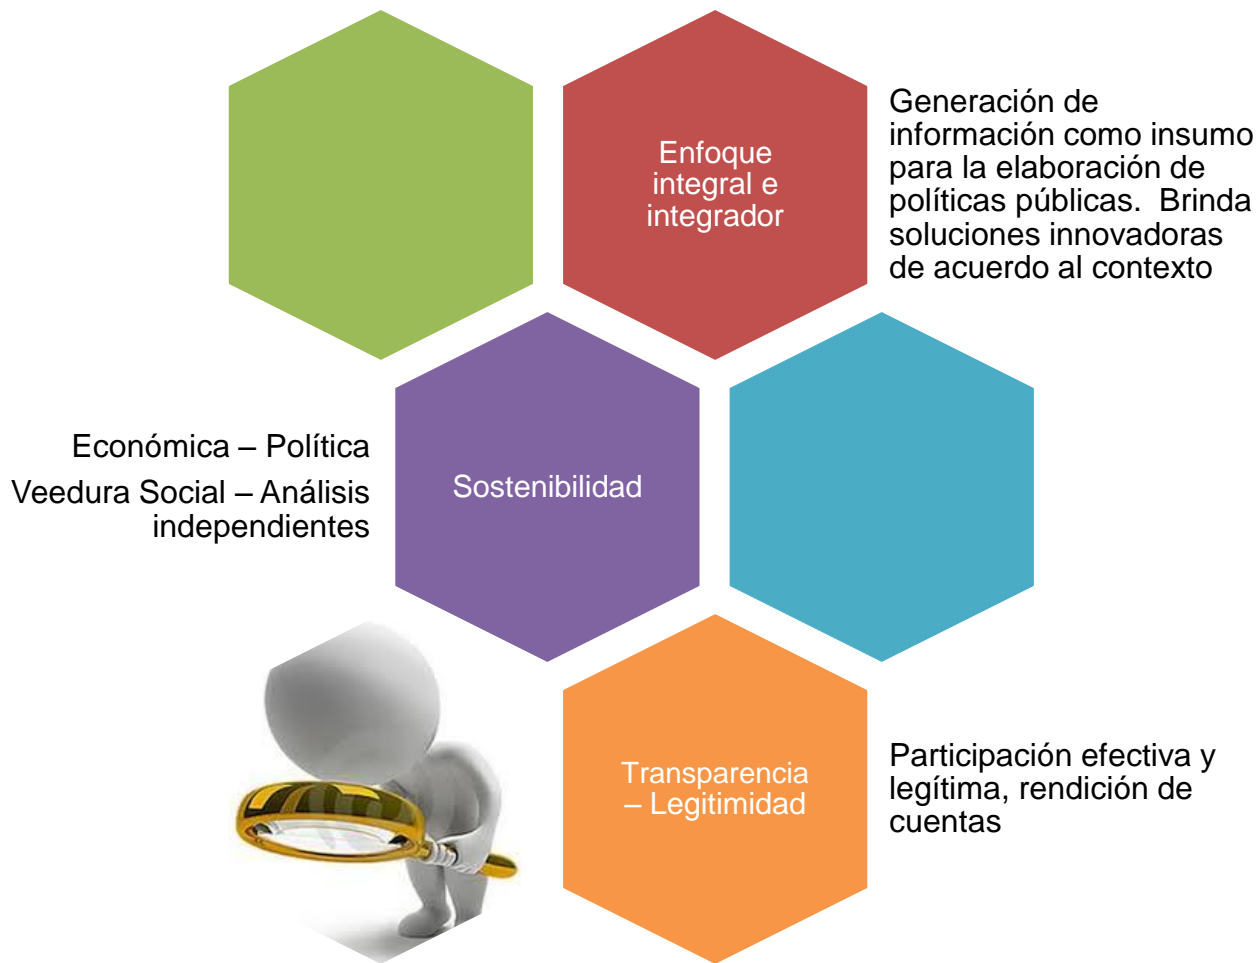 Enfoque
integral e
integrador
Generación de
información como insumo
para la elaboración de
políticas públicas.  Brinda
soluciones innovadoras
de acuerdo al contexto
Económica – Política
Veedura Social – Análisis
independientes
Sostenibilidad
Transparencia
– Legitimidad
Participación efectiva y
legítima, rendición de
cuentas